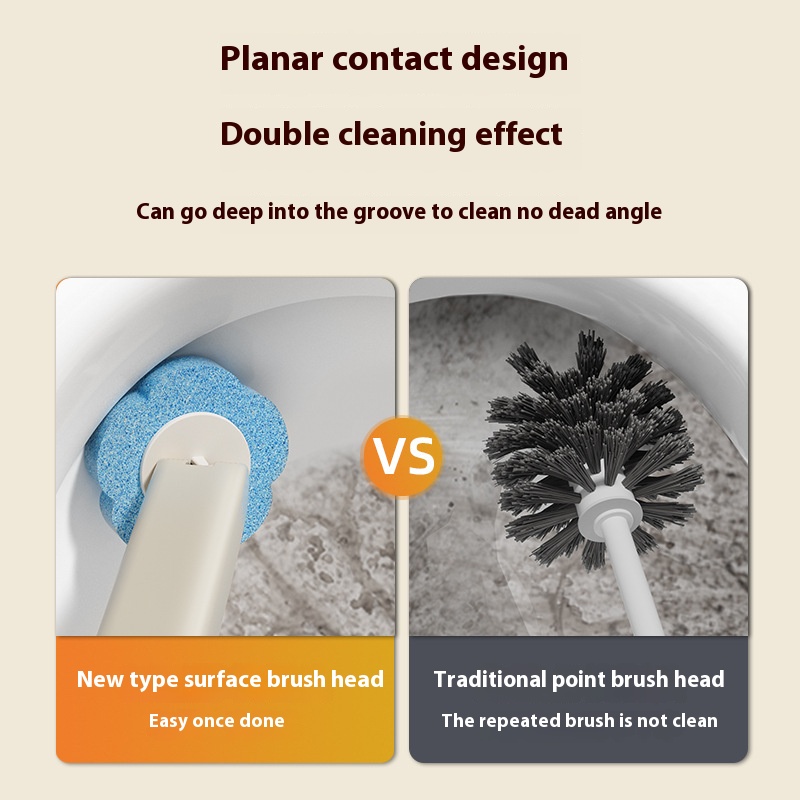 Planar contact design
Double cleaning effect
Can go deep into the groove to clean no dead angle
VS
New type surface brush head
Easy once done
Traditional point brush head
The repeated brush is not clean